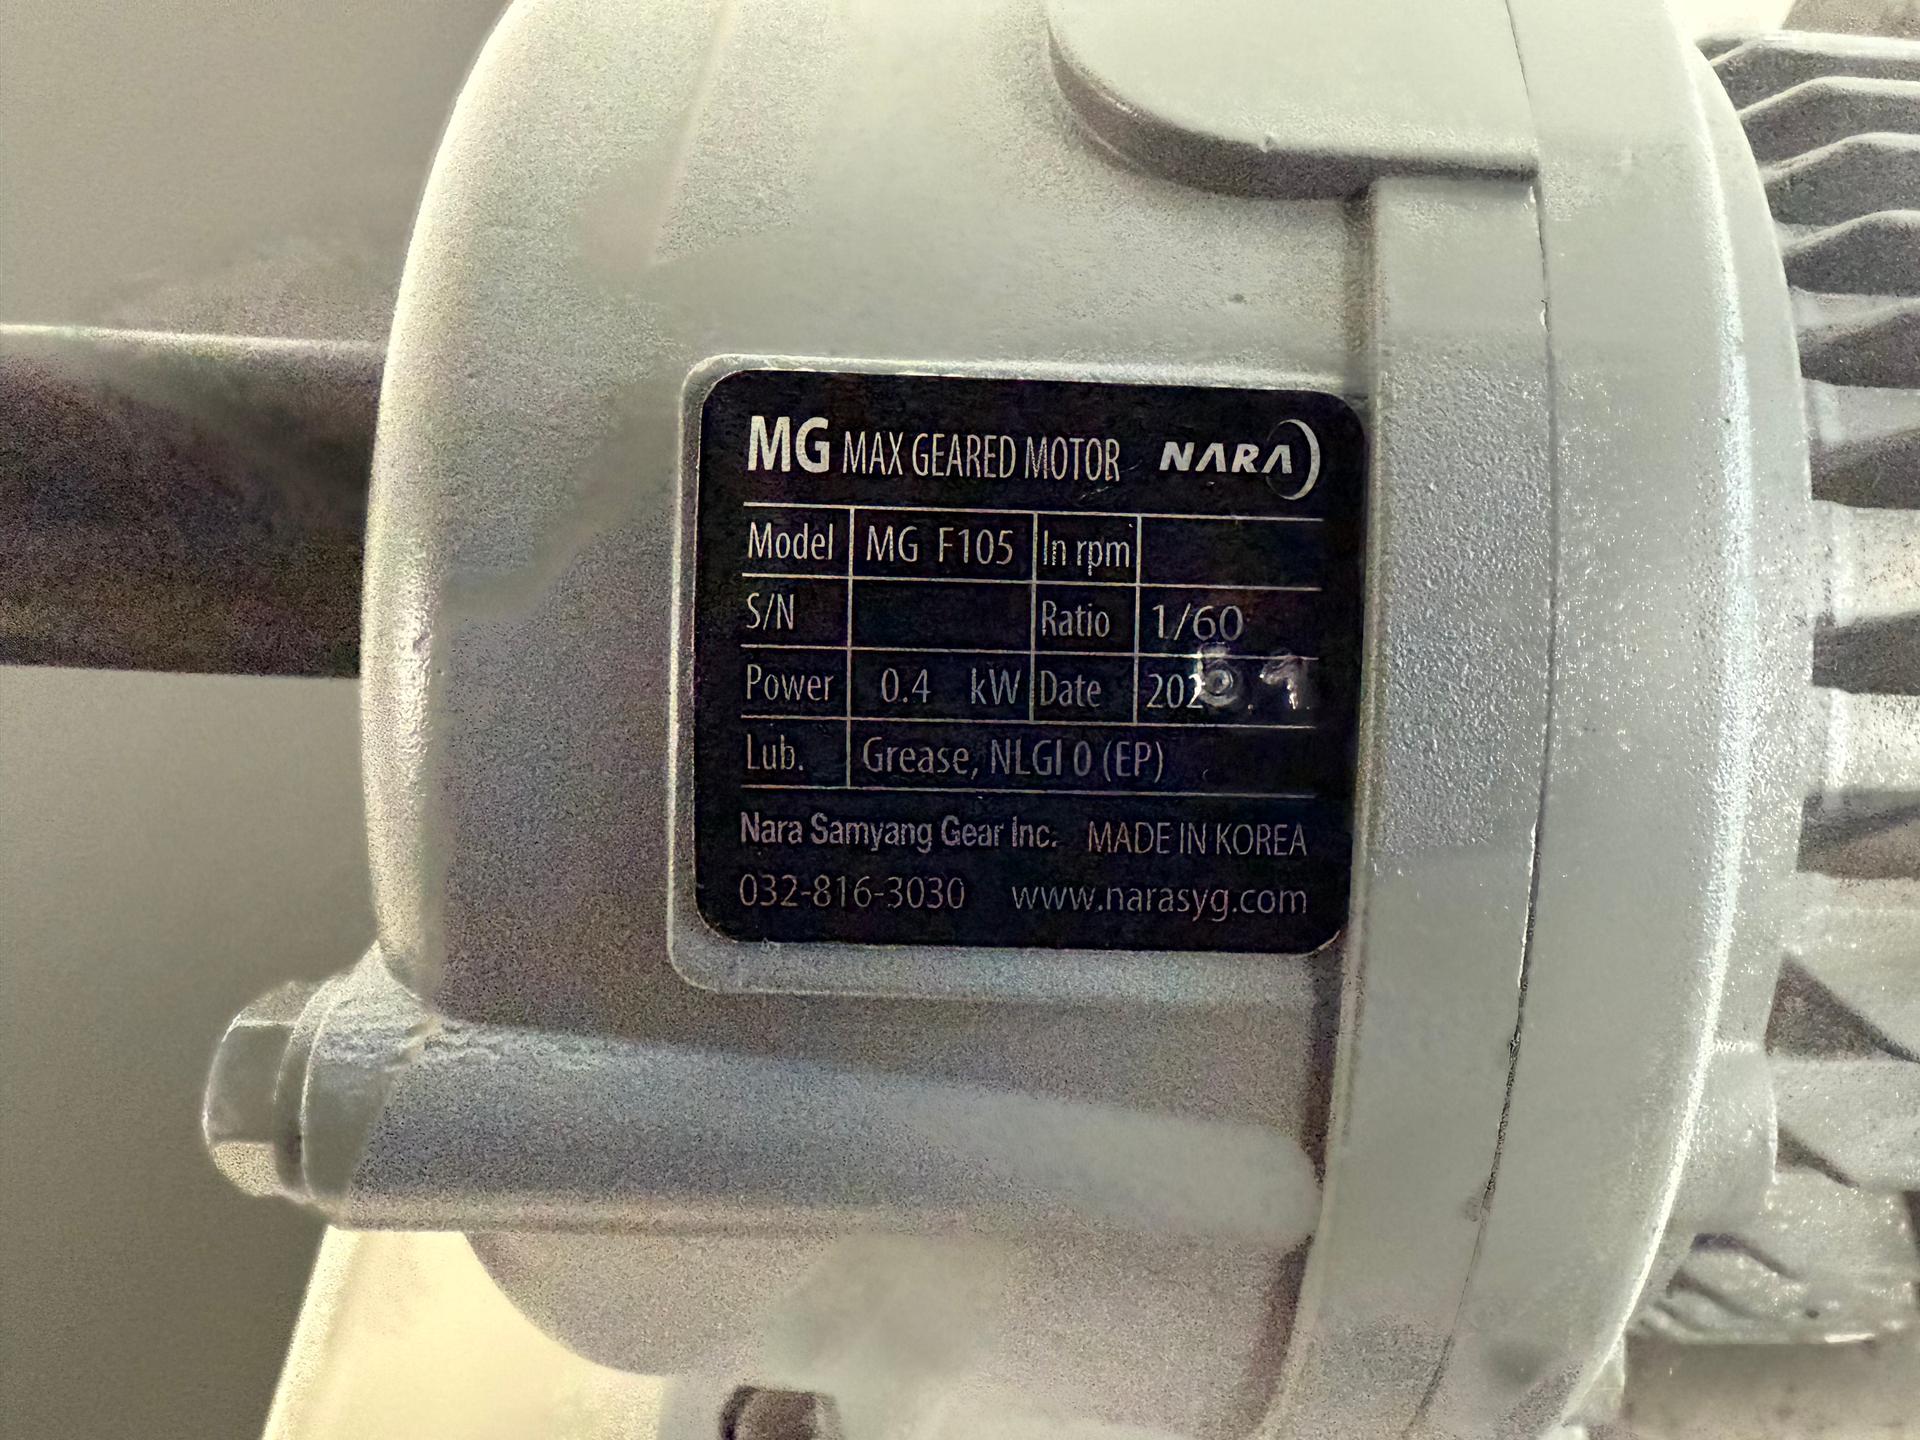 MG MAX GEARED MOTOR NARA
Model MG F105 In rpm
S/N Ratio 1/60
Power 0.4 kW Date
Lub. Grease, NLGI 0 (EP)
Nara Samyang Gear Inc. MADE IN KOREA
032-816-3030 www.narasyg.com